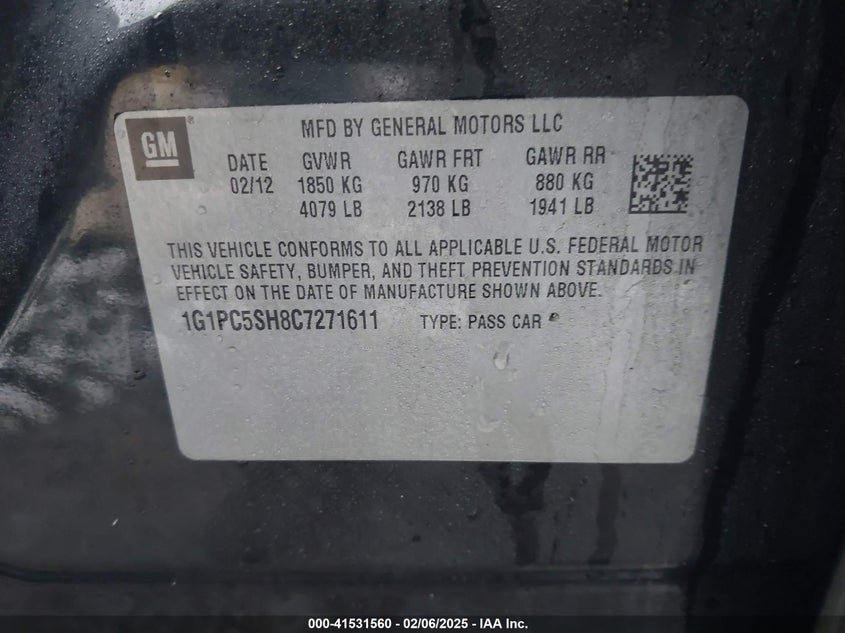 GM
MFD BY GENERAL MOTORS LLC
DATE GVWR GAWR FRT GAWR RR
02/12 1850 KG 970 KG 880 KG
4079 LB 2138 LB 1941 LB
THIS VEHICLE CONFORMS TO ALL APPLICABLE U.S. FEDERAL MOTOR
VEHICLE SAFETY, BUMPER, AND THEFT PREVENTION STANDARDS IN
EFFECT ON THE DATE OF MANUFACTURE SHOWN ABOVE.
1G1PC5SH8C7271611 TYPE: PASS CAR
000-41531560 - 02/06/2025 - IAA Inc.